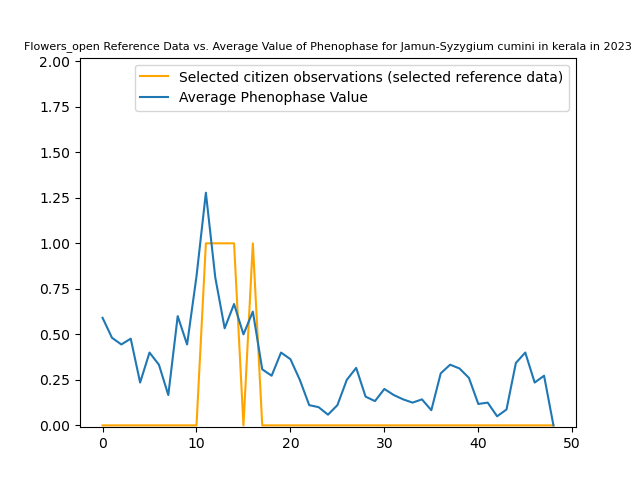 Flowers_open Reference Data vs. Average Value of Phenophase for Jamun-Syzygium cumini in kerala in 2023
Selected citizen observations (selected reference data)
Average Phenophase Value
2.00
1.75
1.50
1.25
1.00
0.75
0.50
0.25
0.00
0 10 20 30 40 50